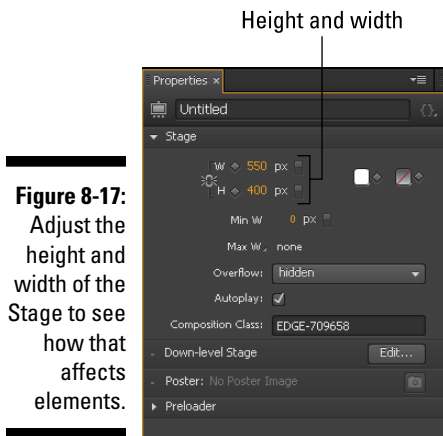 Height and width
Properties ×
Untitled
Stage
W 550 px
H 400 px
Min W 0 px
Max W none
Overflow: hidden
Autoplay:
Composition Class: EDGE-709658
Down-level Stage Edit...
Poster: No Poster Image
Preloader
Figure 8-17:
Adjust the
height and
width of the
Stage to see
how that
affects
elements.